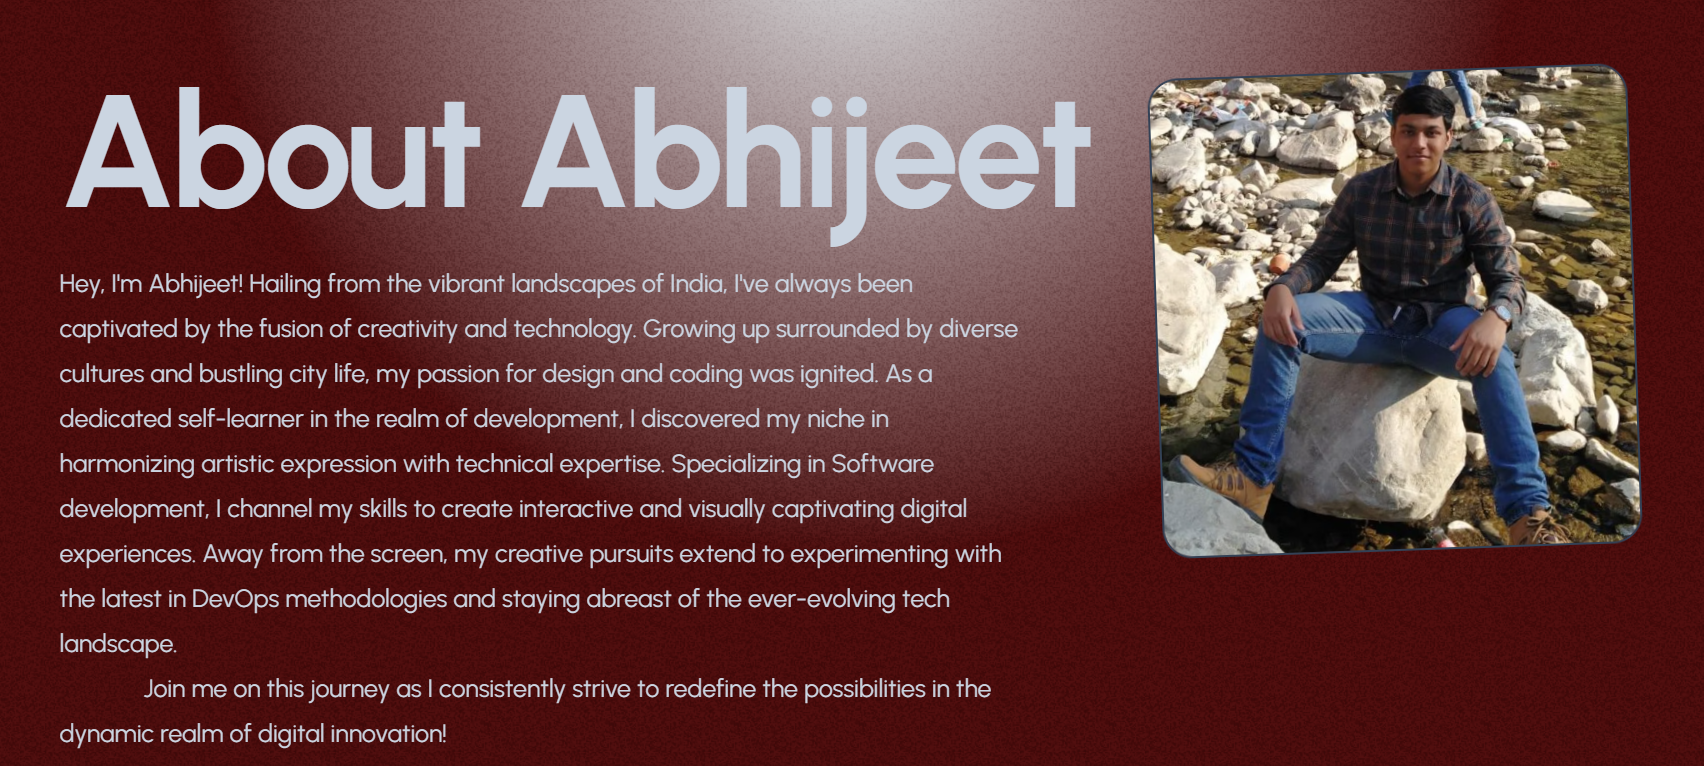 About Abhijeet
Hey, I'm Abhijeet! Hailing from the vibrant landscapes of India, I've always been
captivated by the fusion of creativity and technology. Growing up surrounded by diverse
cultures and bustling city life, my passion for design and coding was ignited. As a
dedicated self-learner in the realm of development, I discovered my niche in
harmonizing artistic expression with technical expertise. Specializing in Software
development, I channel my skills to create interactive and visually captivating digital
experiences. Away from the screen, my creative pursuits extend to experimenting with
the latest in DevOps methodologies and staying abreast of the ever-evolving tech
landscape.
Join me on this journey as I consistently strive to redefine the possibilities in the
dynamic realm of digital innovation!